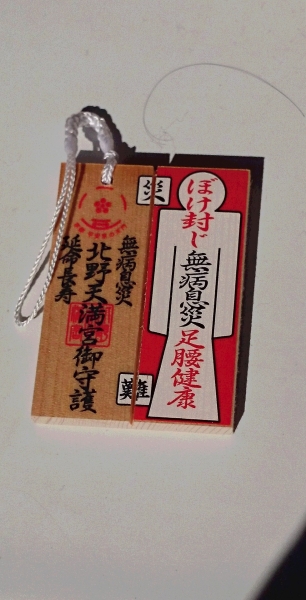 災
ぼけ封じ
無病息災
足腰健康
難
無病息災
北野天満宮御守護
延命長寿